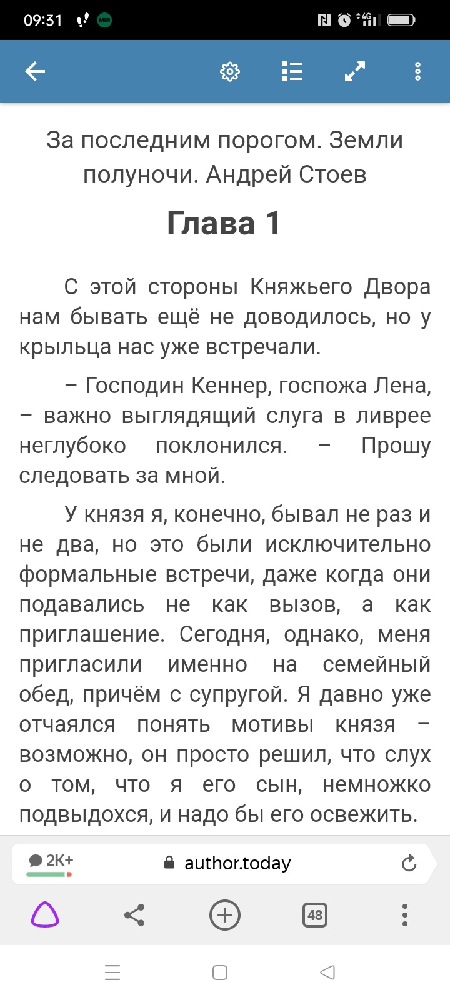 09:31
MIR
4G
За последним порогом. Земли
полуночи. Андрей Стоев
Глава 1
С этой стороны Княжьего Двора
нам бывать ещё не доводилось, но у
крыльца нас уже встречали.
– Господин Кеннер, госпожа Лена,
– важно выглядящий слуга в ливрее
неглубоко поклонился. – Прошу
следовать за мной.
У князя я, конечно, бывал не раз и
не два, но это были исключительно
формальные встречи, даже когда они
подавались не как вызов, а как
приглашение. Сегодня, однако, меня
пригласили именно на семейный
обед, причём с супругой. Я давно уже
отчаялся понять мотивы князя –
возможно, он просто решил, что слух
о том, что я его сын, немножко
подвыдохся, и надо бы его освежить.
2K+
author.today
48